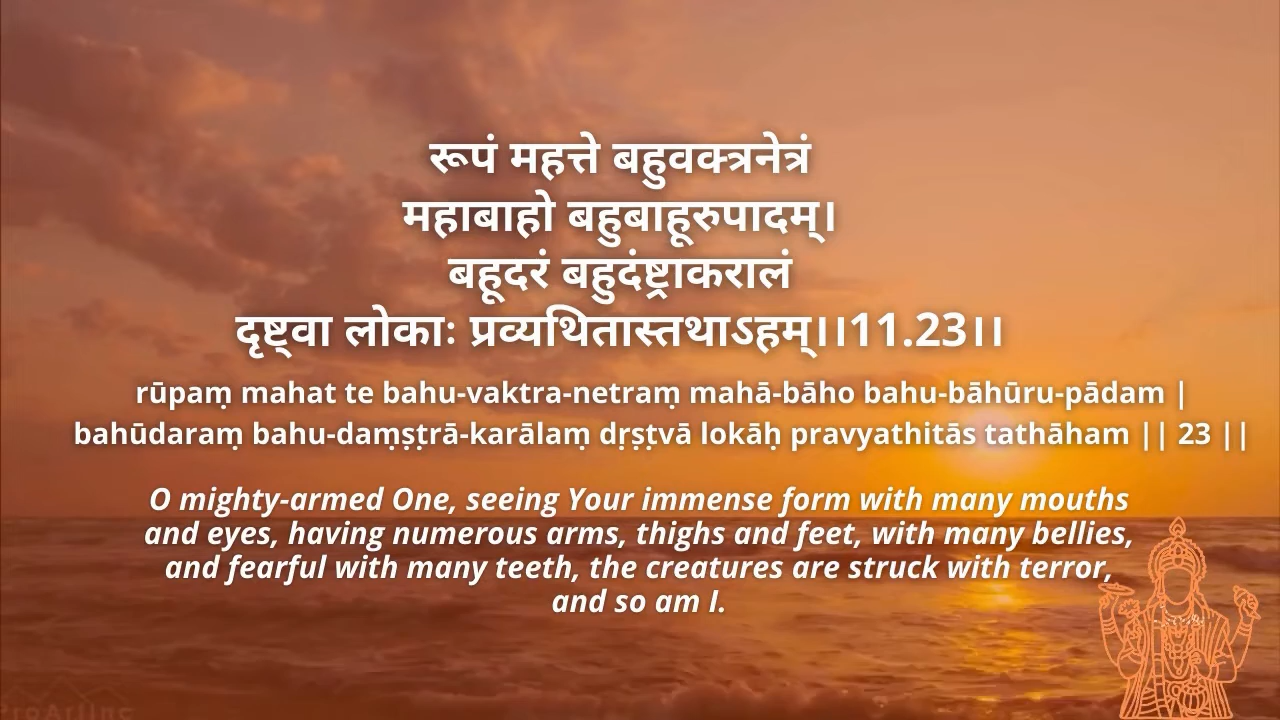 रूपं महत्ते बहुवक्त्रनेत्रं
महाबाहो बहुबाहूरुपादम्।
बहूदरं बहुदंष्ट्राकरालं
दृष्ट्वा लोकाः प्रव्यथितास्तथाऽहम्।।11.23।।
rūpaṃ mahat te bahu-vaktra-netraṃ mahā-bāho bahu-bāhūru-pādam |
bahūdaraṃ bahu-daṃṣṭrā-karālaṃ dṛṣṭvā lokāḥ pravyathitās tathāham || 23 ||
O mighty-armed One, seeing Your immense form with many mouths
and eyes, having numerous arms, thighs and feet, with many bellies,
and fearful with many teeth, the creatures are struck with terror,
and so am I.